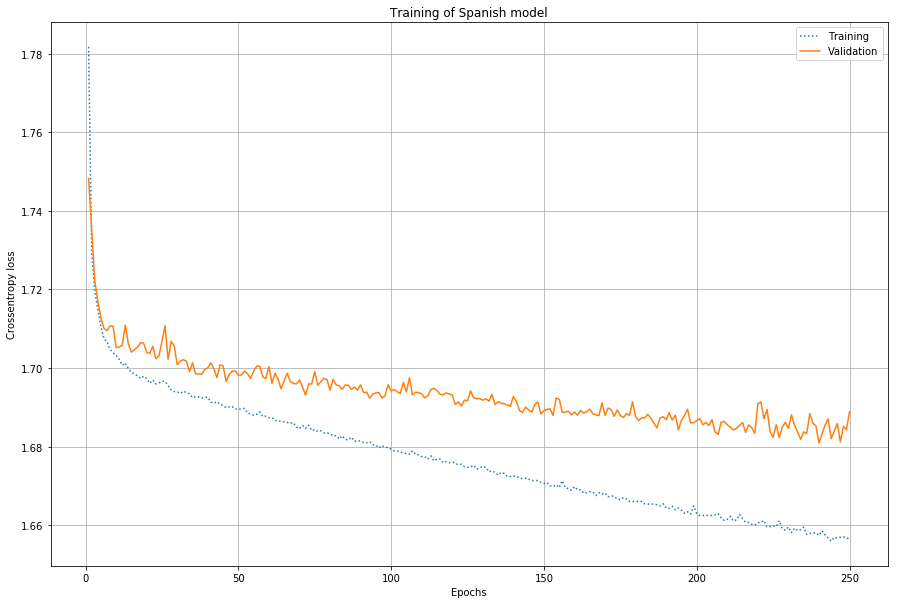 Training of Spanish model
Training
Validation
Crossentropy loss
1.78
1.76
1.74
1.72
1.70
1.68
1.66
0
50
100
150
200
250
Epochs